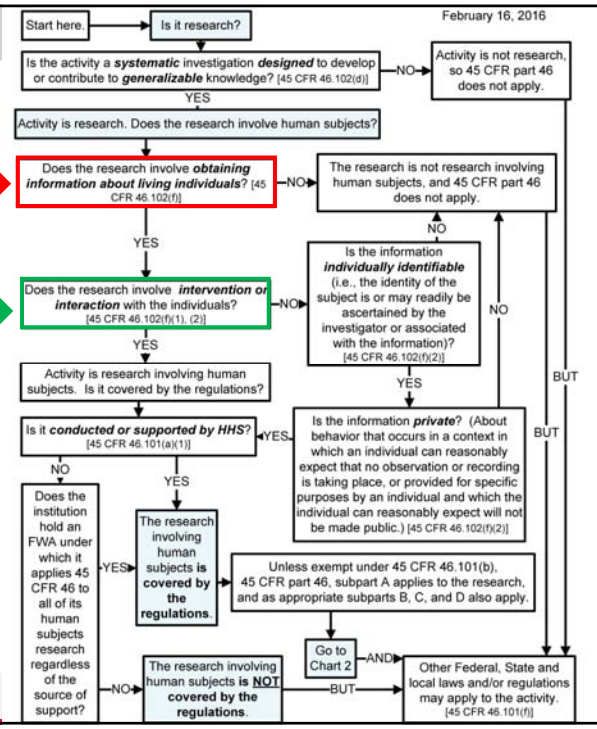 February 16, 2016
Start here.
Is it research?
Is the activity a systematic investigation designed to develop
or contribute to generalizable knowledge? [45 CFR 46.102(d)]
NO
Activity is not research,
so 45 CFR part 46
does not apply.
YES
Activity is research. Does the research involve human subjects?
Does the research involve obtaining
information about living individuals? [45
CFR 46.102(f)]
NO
The research is not research involving
human subjects, and 45 CFR part 46
does not apply.
YES
NO
Does the research involve intervention or
interaction with the individuals?
[45 CFR 46.102(f)(1), (2)]
NO
Is the information
individually identifiable
(i.e., the identity of the
subject is or may readily be
ascertained by the
investigator or associated
with the information)?
[45 CFR 46.102(f)(2)]
NO
YES
YES
BUT
Activity is research involving human
subjects. Is it covered by the regulations?
Is it conducted or supported by HHS?
[45 CFR 46.101(a)(1)]
YES
Is the information private? (About
behavior that occurs in a context in
which an individual can reasonably
expect that no observation or recording
is taking place, or provided for specific
purposes by an individual and which the
individual can reasonably expect will not
be made public.) [45 CFR 46.102(f)(2)]
BUT
NO
YES
Does the
institution
hold an
FWA under
which it
applies 45
CFR 46 to
all of its
human
subjects
research
regardless
of the
source of
support?
YES
The research
involving
human
subjects is
covered by
the
regulations.
Unless exempt under 45 CFR 46.101(b),
45 CFR part 46, subpart A applies to the research,
and as appropriate subparts B, C, and D also apply.
Go to
Chart 2
AND
NO
The research involving
human subjects is NOT
covered by the
regulations.
BUT
Other Federal, State and
local laws and/or regulations
may apply to the activity.
[45 CFR 46.101(f)]